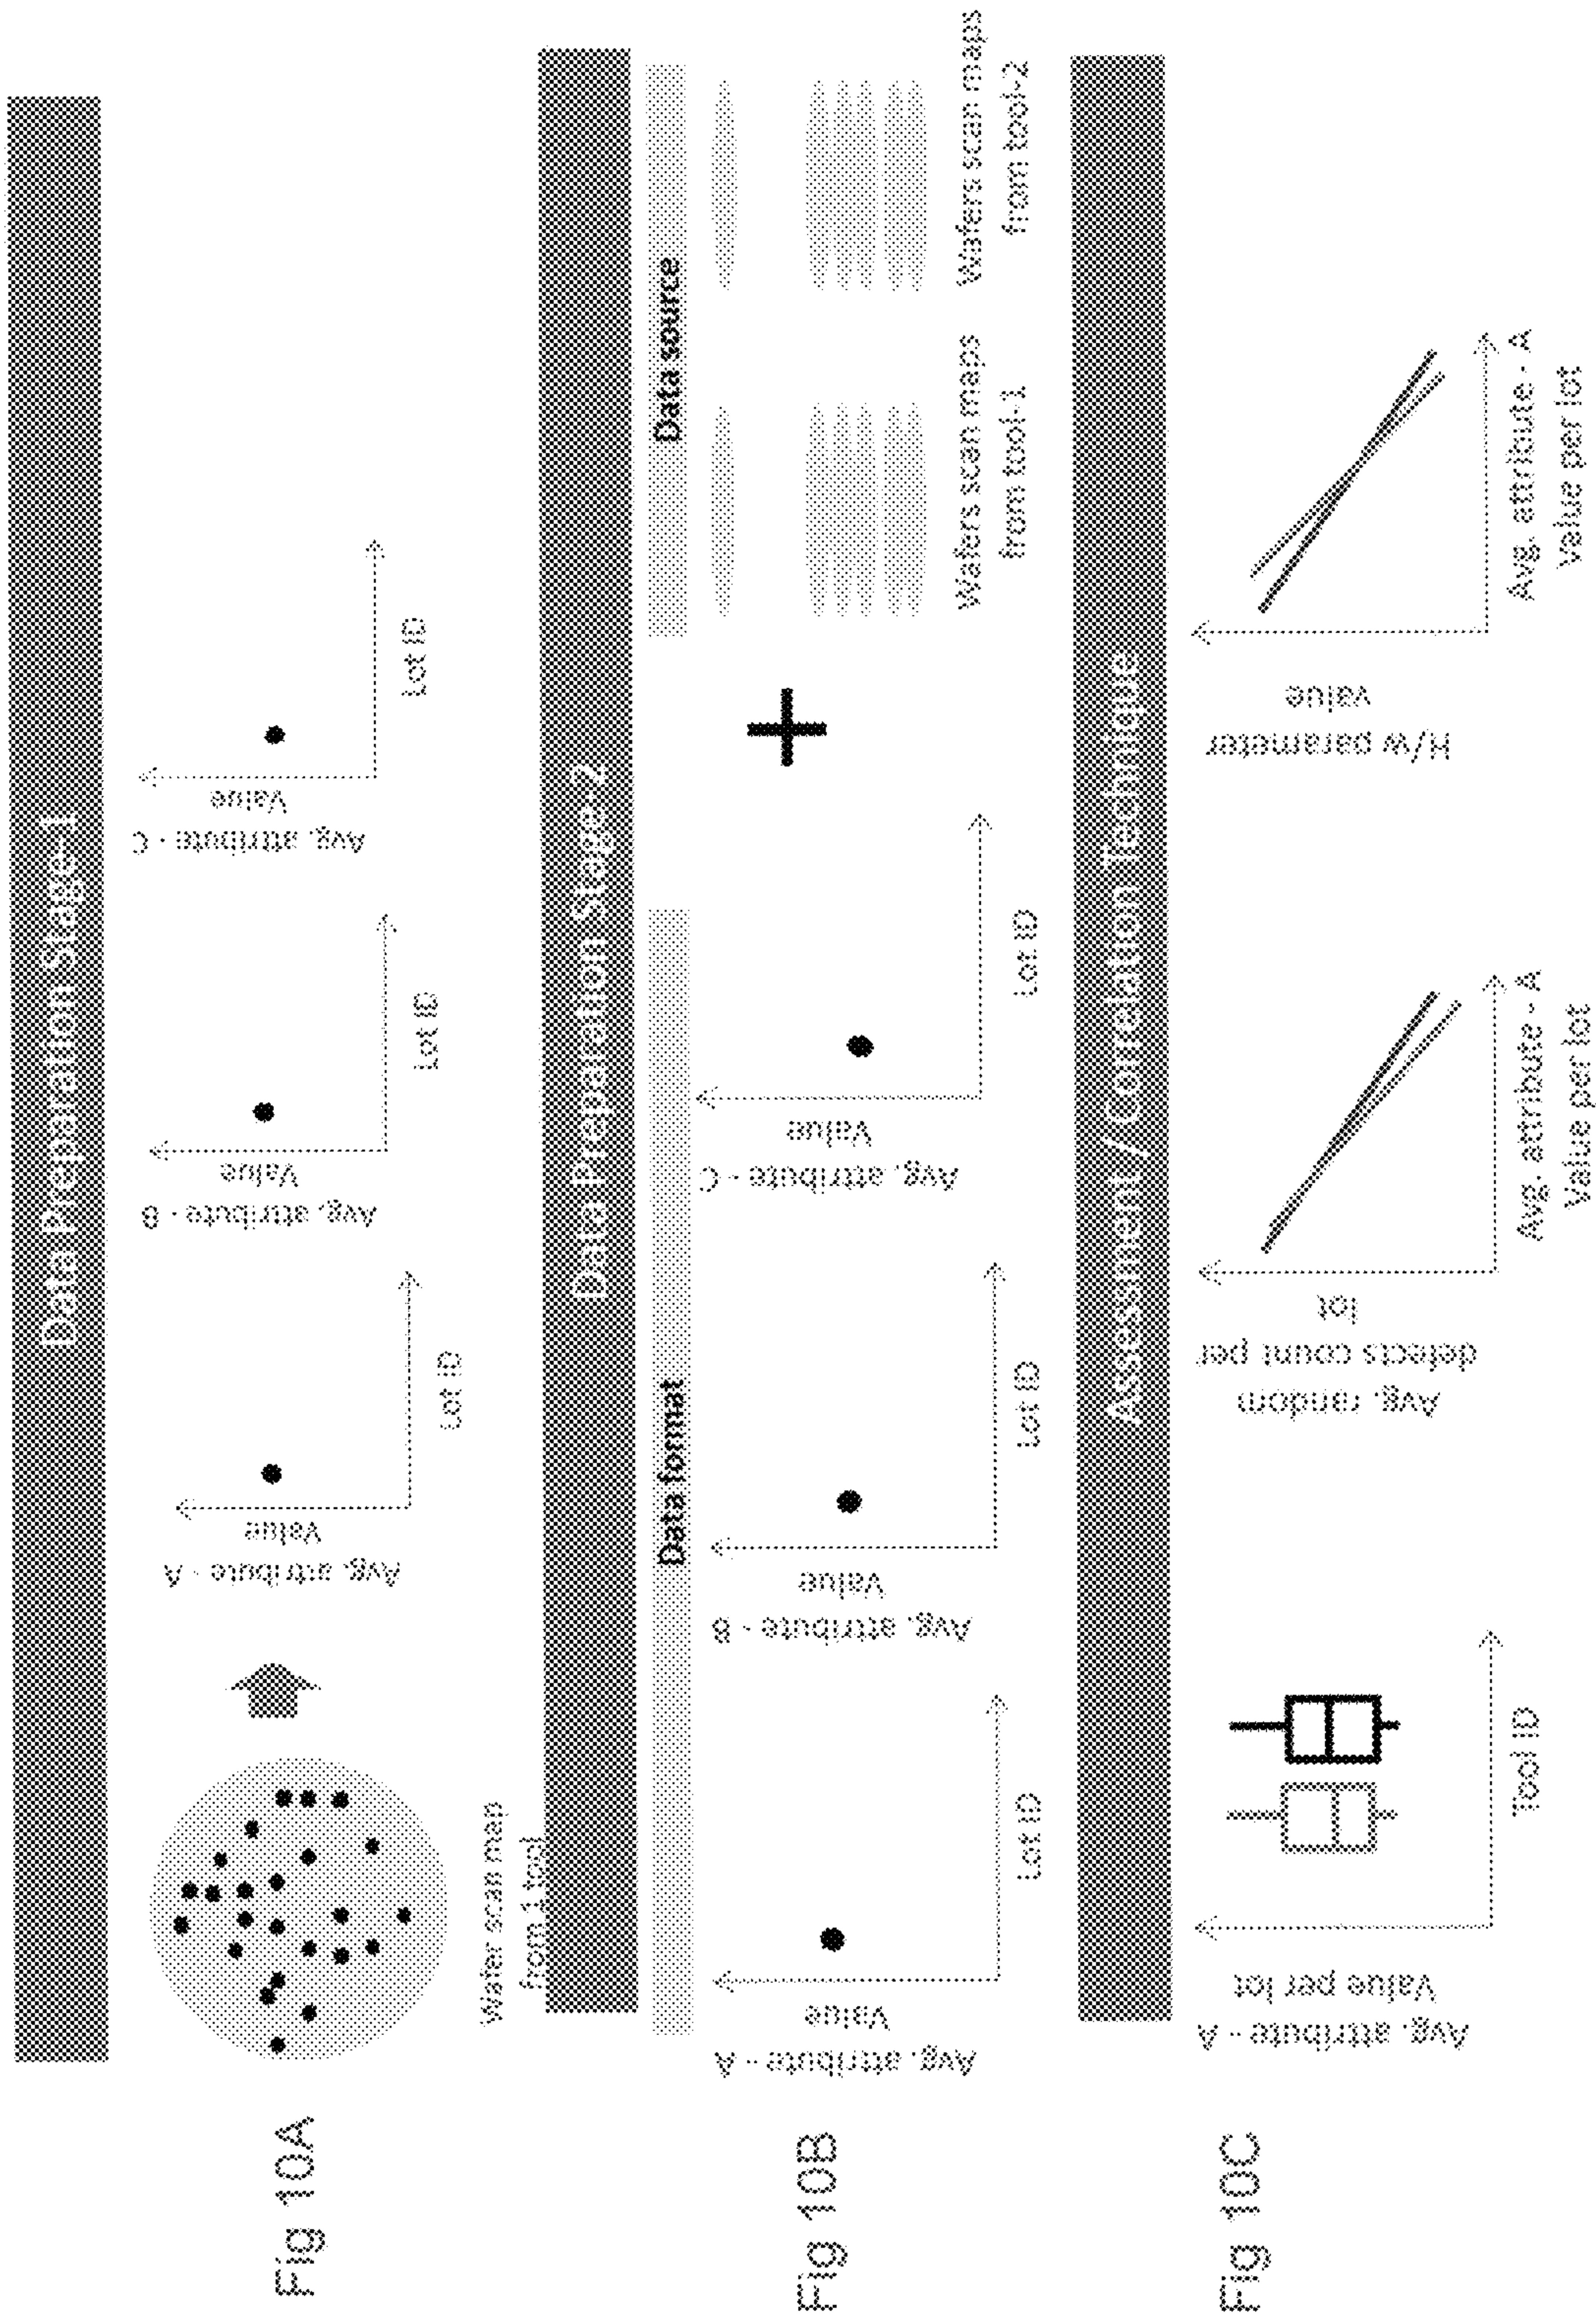 Fig 10A
Data Preparation Stage-1
Wafer scan map
from 1 tool
Avg. attribute - A
Value
Lot ID
Avg. attribute - B
Value
Lot ID
Avg. attribute - C
Value
Lot ID
Fig 10B
Data Preparation Stage-2
Data format
Data source
Avg. attribute - A
Value
Lot ID
Avg. attribute - B
Value
Lot ID
Avg. attribute - C
Value
Lot ID
Wafers scan maps
from tool-1
Wafers scan maps
from tool-2
Fig 10C
Assessment//Correlation Technique
Avg. attribute - A
Value per lot
Tool ID
Avg. random
defects count per
lot
Avg. attribute - A
Value per lot
H/w parameter
value
Avg. attribute - A
Value per lot